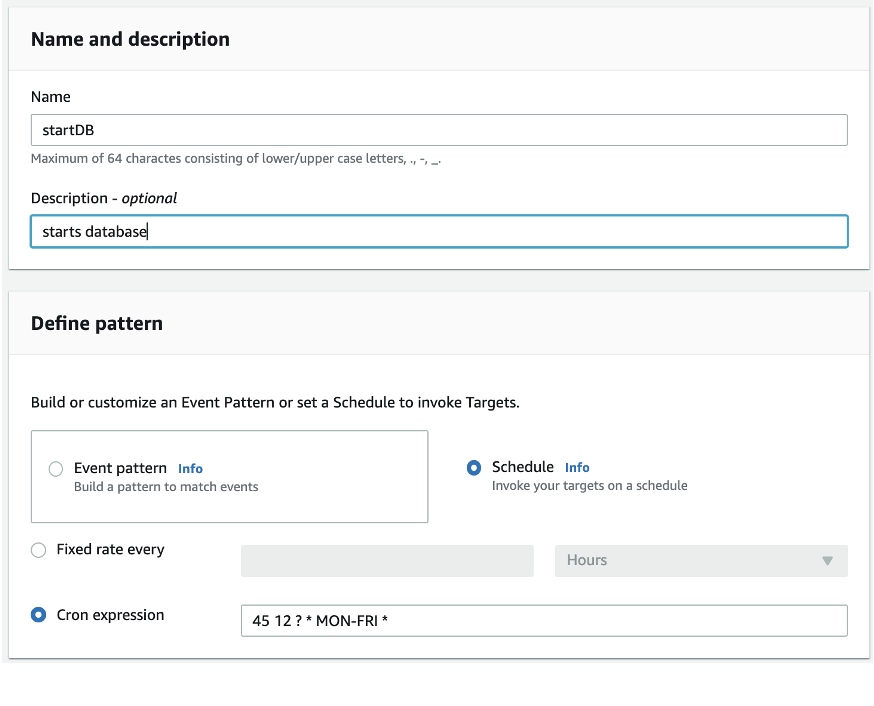 Name and description
Name
startDB
Maximum of 64 charactes consisting of lower/upper case letters, ., -, _.
Description - optional
starts database
Define pattern
Build or customize an Event Pattern or set a Schedule to invoke Targets.
Event pattern Info
Build a pattern to match events
Schedule Info
Invoke your targets on a schedule
Fixed rate every
Hours
Cron expression
45 12 ? * MON-FRI *